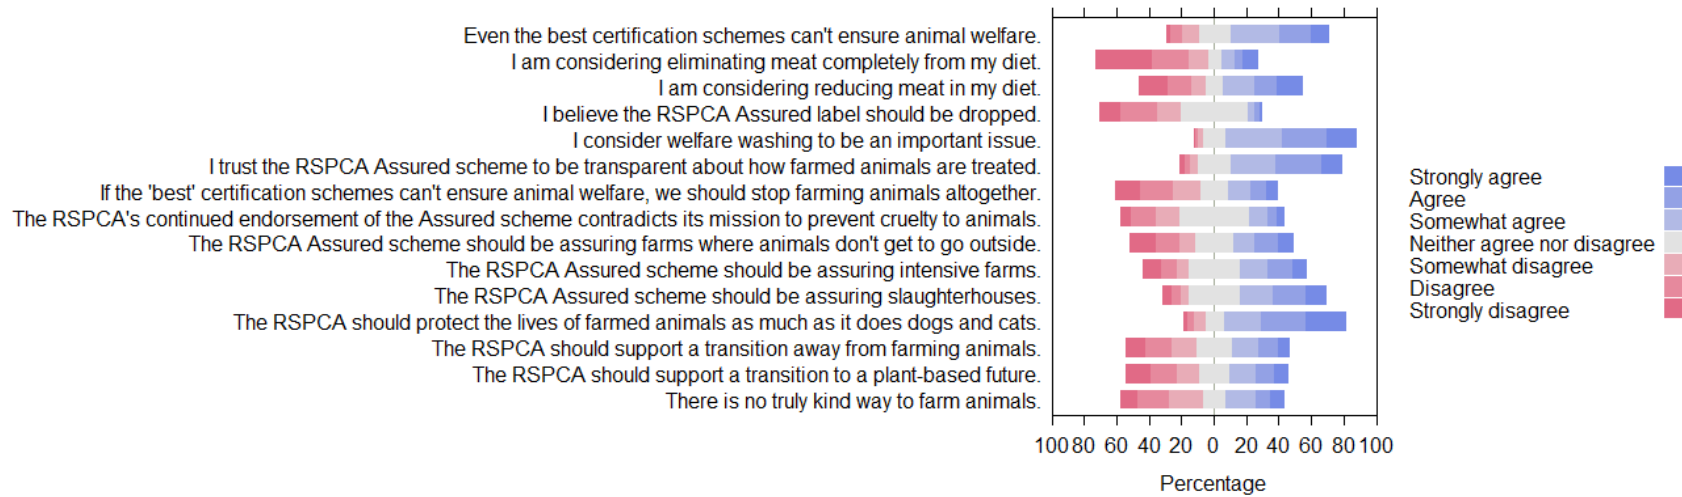 Even the best certification schemes can't ensure animal welfare.
I am considering eliminating meat completely from my diet.
I am considering reducing meat in my diet.
I believe the RSPCA Assured label should be dropped.
I consider welfare washing to be an important issue.
I trust the RSPCA Assured scheme to be transparent about how farmed animals are treated.
If the 'best' certification schemes can't ensure animal welfare, we should stop farming animals altogether.
The RSPCA's continued endorsement of the Assured scheme contradicts its mission to prevent cruelty to animals.
The RSPCA Assured scheme should be assuring farms where animals don't get to go outside.
The RSPCA Assured scheme should be assuring intensive farms.
The RSPCA Assured scheme should be assuring slaughterhouses.
The RSPCA should protect the lives of farmed animals as much as it does dogs and cats.
The RSPCA should support a transition away from farming animals.
The RSPCA should support a transition to a plant-based future.
There is no truly kind way to farm animals.
100 80 60 40 20 0 20 40 60 80 100
Percentage
Strongly agree
Agree
Somewhat agree
Neither agree nor disagree
Somewhat disagree
Disagree
Strongly disagree